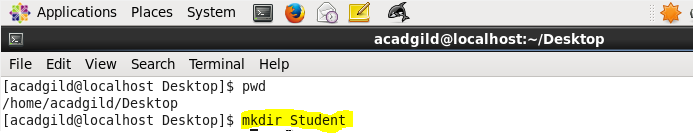 Applications Places System
acadgild@localhost:~/Desktop
File Edit View Search Terminal Help
[acadgild@localhost Desktop]$ pwd
/home/acadgild/Desktop
[acadgild@localhost Desktop]$ mkdir Student